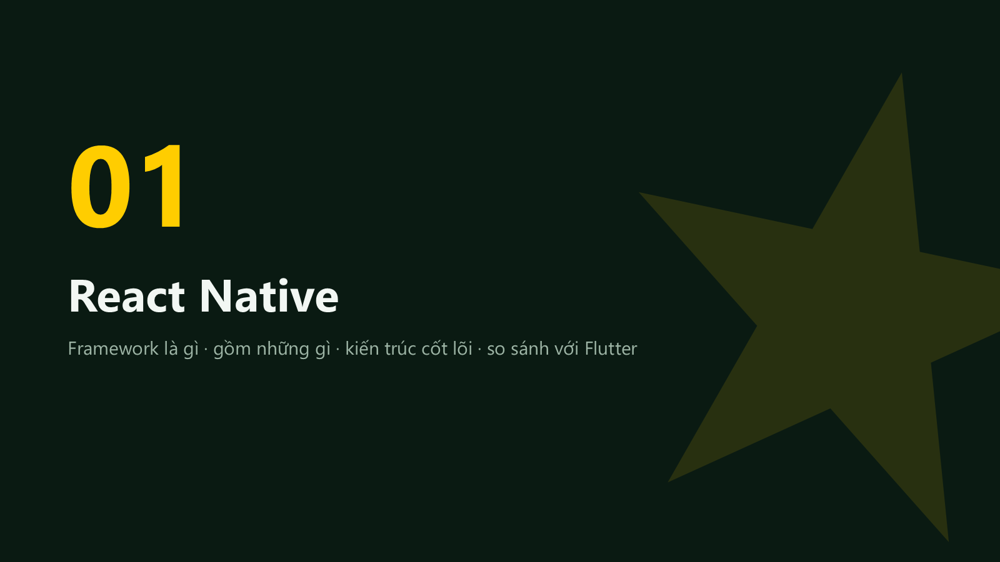 01
React Native
Framework là gì · gồm những gì · kiến trúc cốt lõi · so sánh với Flutter